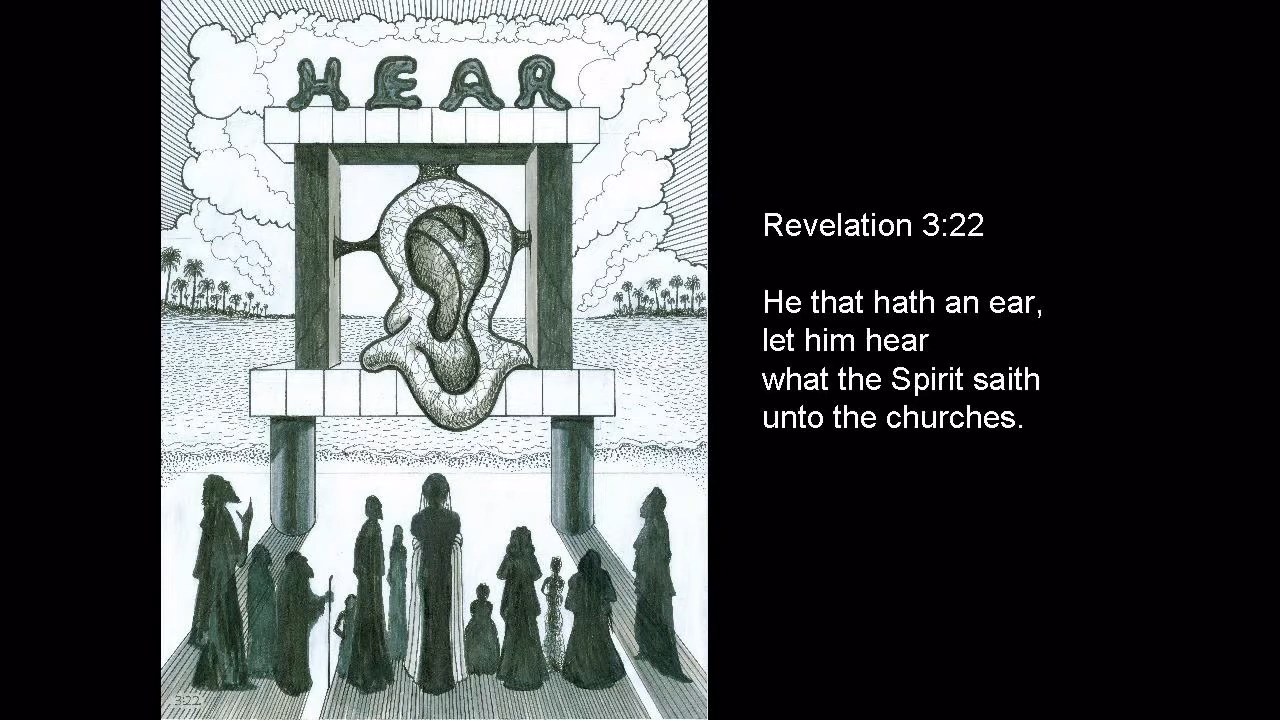 HEAR
3:22
Revelation 3:22
He that hath an ear,
let him hear
what the Spirit saith
unto the churches.